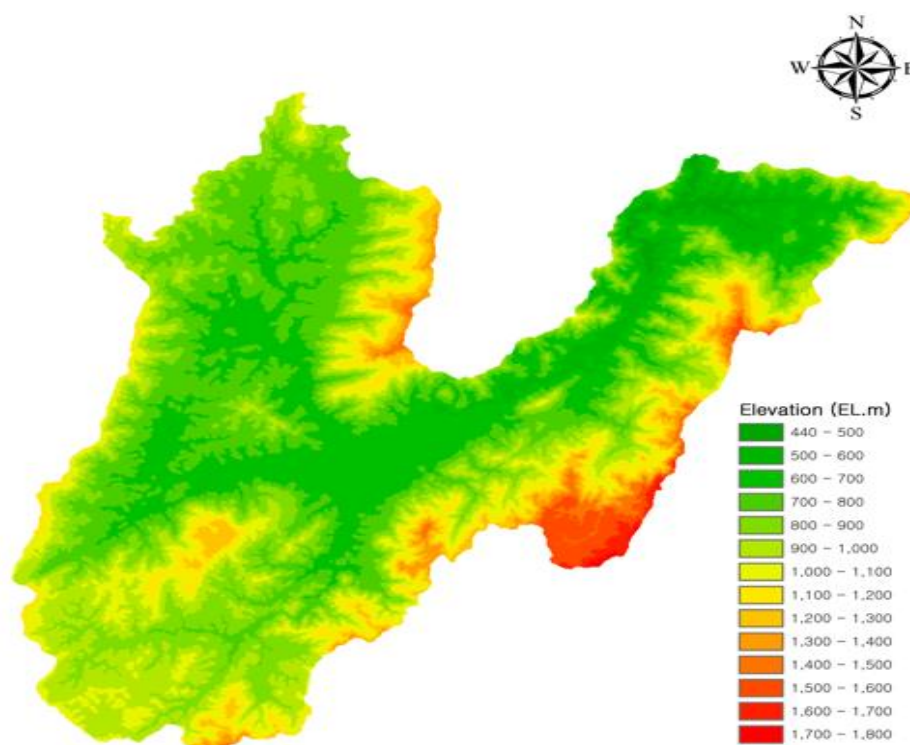 N
W E
S
Elevation (EL.m)
440 - 500
500 - 600
600 - 700
700 - 800
800 - 900
900 - 1,000
1,000 - 1,100
1,100 - 1,200
1,200 - 1,300
1,300 - 1,400
1,400 - 1,500
1,500 - 1,600
1,600 - 1,700
1,700 - 1,800